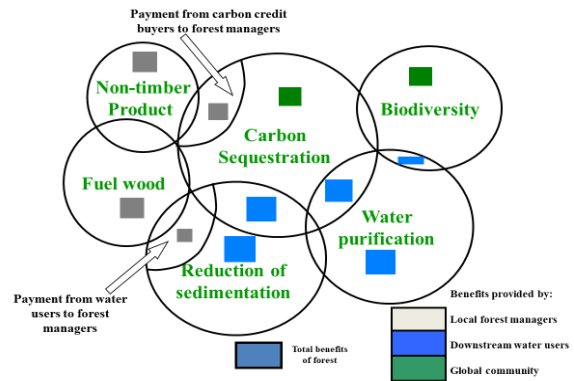 Payment from carbon credit
buyers to forest managers
Non-timber
Product
Biodiversity
Carbon
Sequestration
Fuel wood
Water
purification
Reduction of
sedimentation
Payment from water
users to forest
managers
Benefits provided by:
Local forest managers
Downstream water users
Global community
Total benefits
of forest